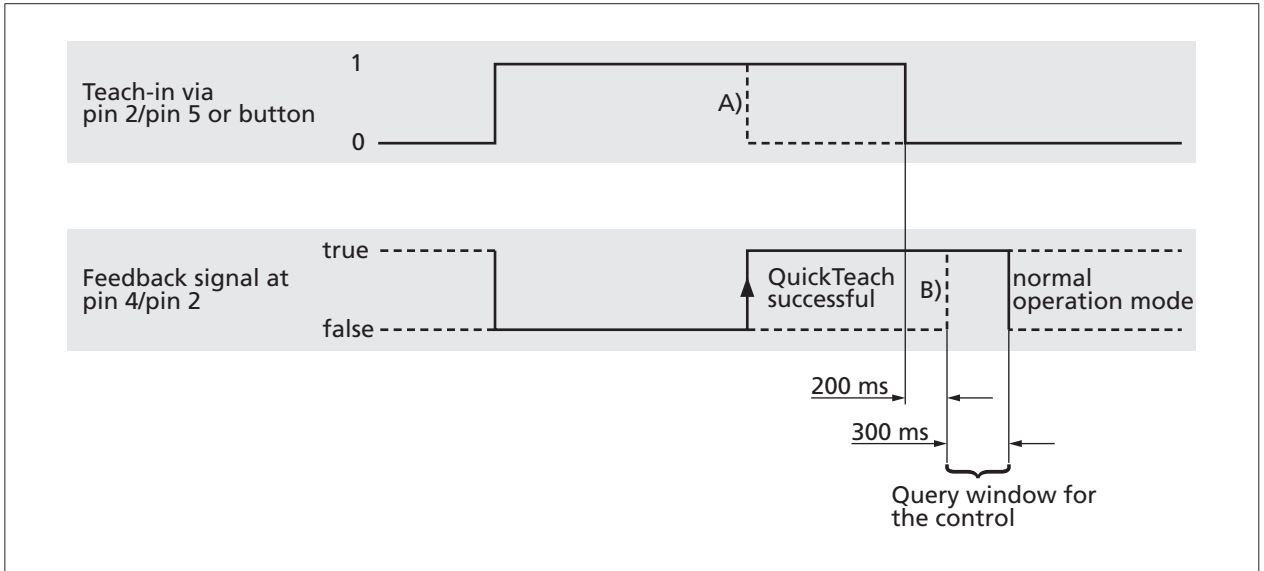 1
Teach-in via
pin 2/pin 5 or button
A)
0
true
Feedback signal at
pin 4/pin 2
QuickTeach
successful
B)
normal
operation mode
false
200 ms
300 ms
Query window for
the control